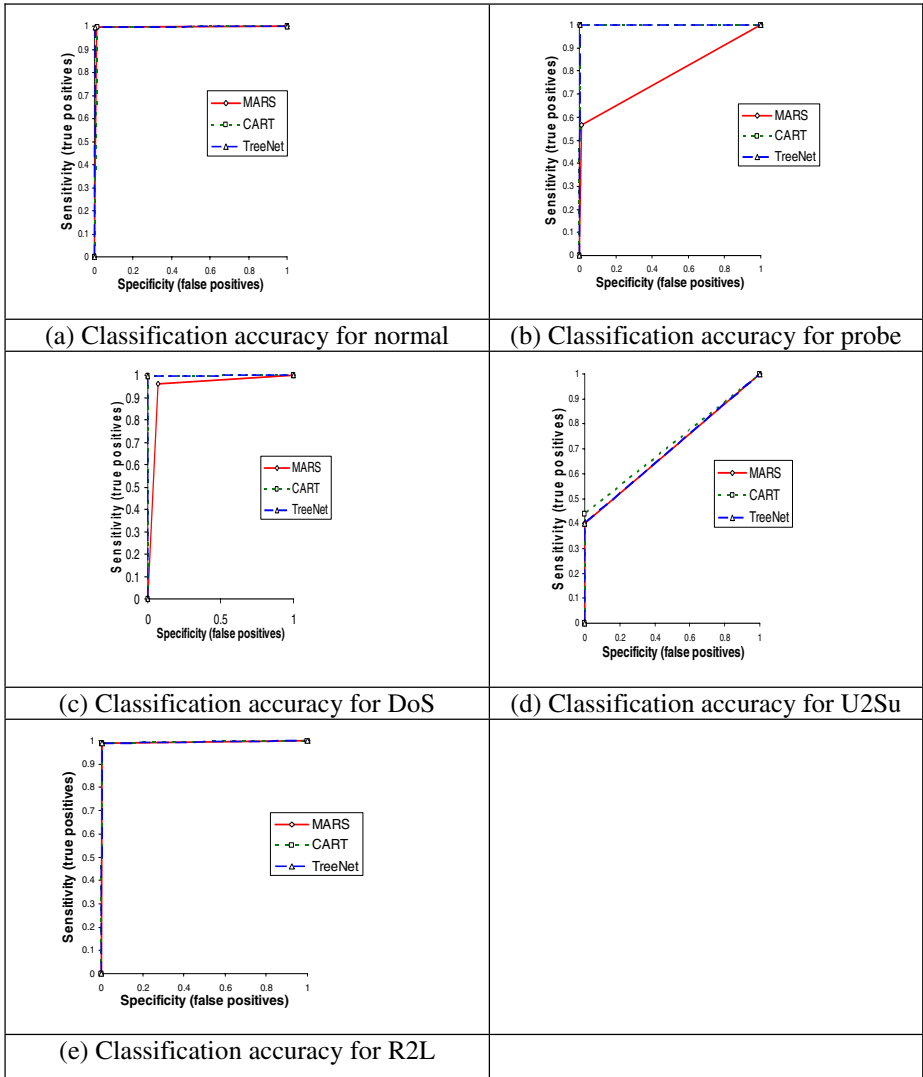 1
0.9
0.8
0.7
0.6
0.5
0.4
0.3
0.2
0.1
0
Sensitivity (true positives)
MARS
CART
TreeNet
0 0.2 0.4 0.6 0.8 1
Specificity (false positives)
(a) Classification accuracy for normal
1
0.9
0.8
0.7
0.6
0.5
0.4
0.3
0.2
0.1
0
Sensitivity (true positives)
MARS
CART
TreeNet
0 0.2 0.4 0.6 0.8 1
Specificity (false positives)
(b) Classification accuracy for probe
1
0.9
0.8
0.7
0.6
0.5
0.4
0.3
0.2
0.1
0
Sensitivity (true positives)
MARS
CART
TreeNet
0 0.5 1
Specificity (false positives)
(c) Classification accuracy for DoS
1
0.9
0.8
0.7
0.6
0.5
0.4
0.3
0.2
0.1
0
Sensitivity (true positives)
MARS
CART
TreeNet
0 0.2 0.4 0.6 0.8 1
Specificity (false positives)
(d) Classification accuracy for U2Su
1
0.9
0.8
0.7
0.6
0.5
0.4
0.3
0.2
0.1
0
Sensitivity (true positives)
MARS
CART
TreeNet
0 0.2 0.4 0.6 0.8 1
Specificity (false positives)
(e) Classification accuracy for R2L